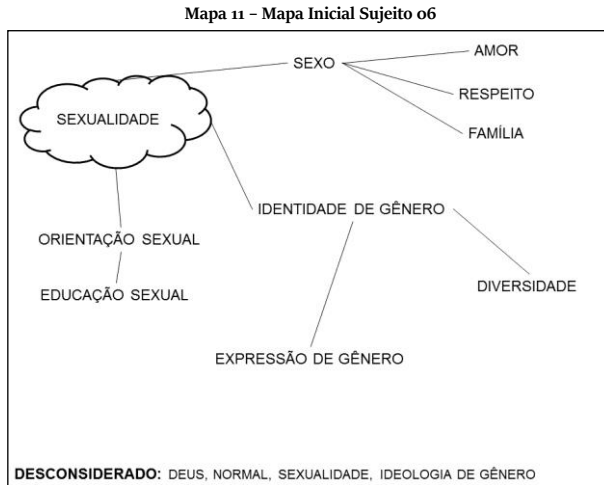 Mapa 11 – Mapa Inicial Sujeito 06
AMOR
SEXO
RESPEITO
SEXUALIDADE
FAMÍLIA
IDENTIDADE DE GÊNERO
ORIENTAÇÃO SEXUAL
EDUCAÇÃO SEXUAL
DIVERSIDADE
EXPRESSÃO DE GÊNERO
DESCONSIDERADO: DEUS, NORMAL, SEXUALIDADE, IDEOLOGIA DE GÊNERO